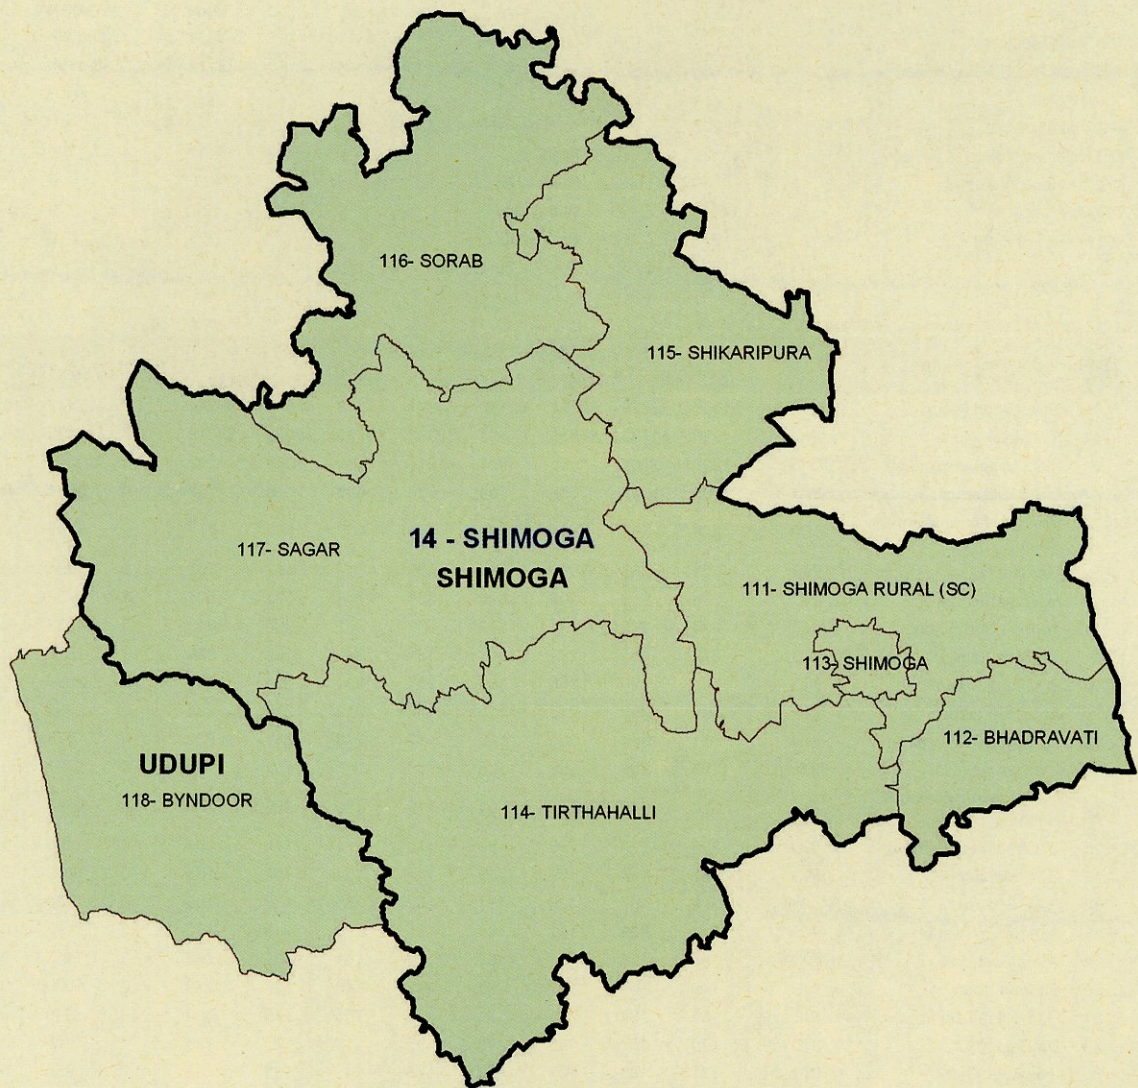 116- SORAB
115- SHIKARIPURA
14 - SHIMOGA
SHIMOGA
117- SAGAR
111- SHIMOGA RURAL (SC)
113- SHIMOGA
112- BHADRAVATI
UDUPI
118- BYNDOOR
114- TIRTHAHALLI